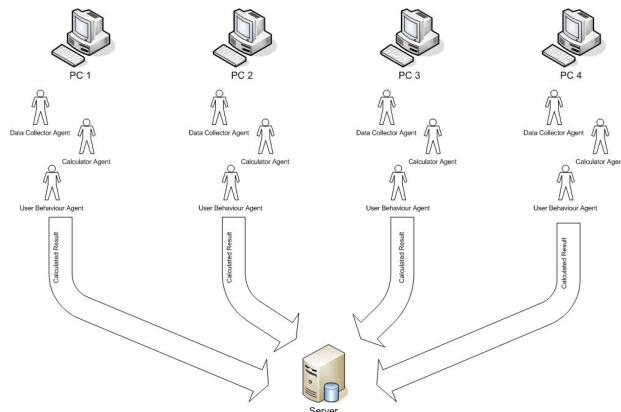 PC 1
PC 2
PC 3
PC 4
Data Collector Agent
Data Collector Agent
Data Collector Agent
Data Collector Agent
Calculator Agent
Calculator Agent
Calculator Agent
Calculator Agen
User Behaviour Agent
User Behaviour Agent
User Behaviour Agent
User Behaviour Agent
Calculated Result
Calculated Result
Calculated Result
Calculated Result
Server